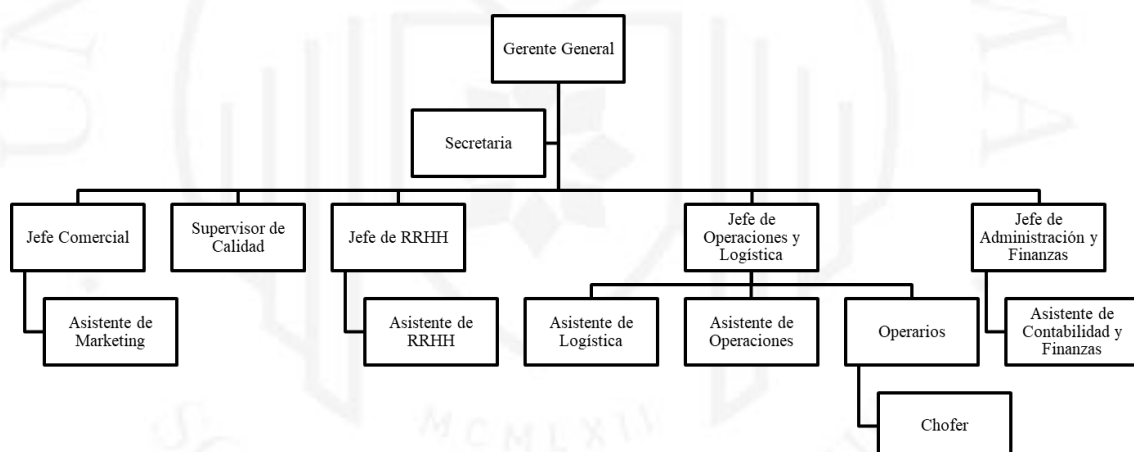 Gerente General
Secretaria
Jefe Comercial
Supervisor de
Calidad
Jefe de RRHH
Jefe de
Operaciones y
Logística
Jefe de
Administración y
Finanzas
Asistente de
Marketing
Asistente de
RRHH
Asistente de
Logística
Asistente de
Operaciones
Operarios
Asistente de
Contabilidad y
Finanzas
Chofer
MCMLXII